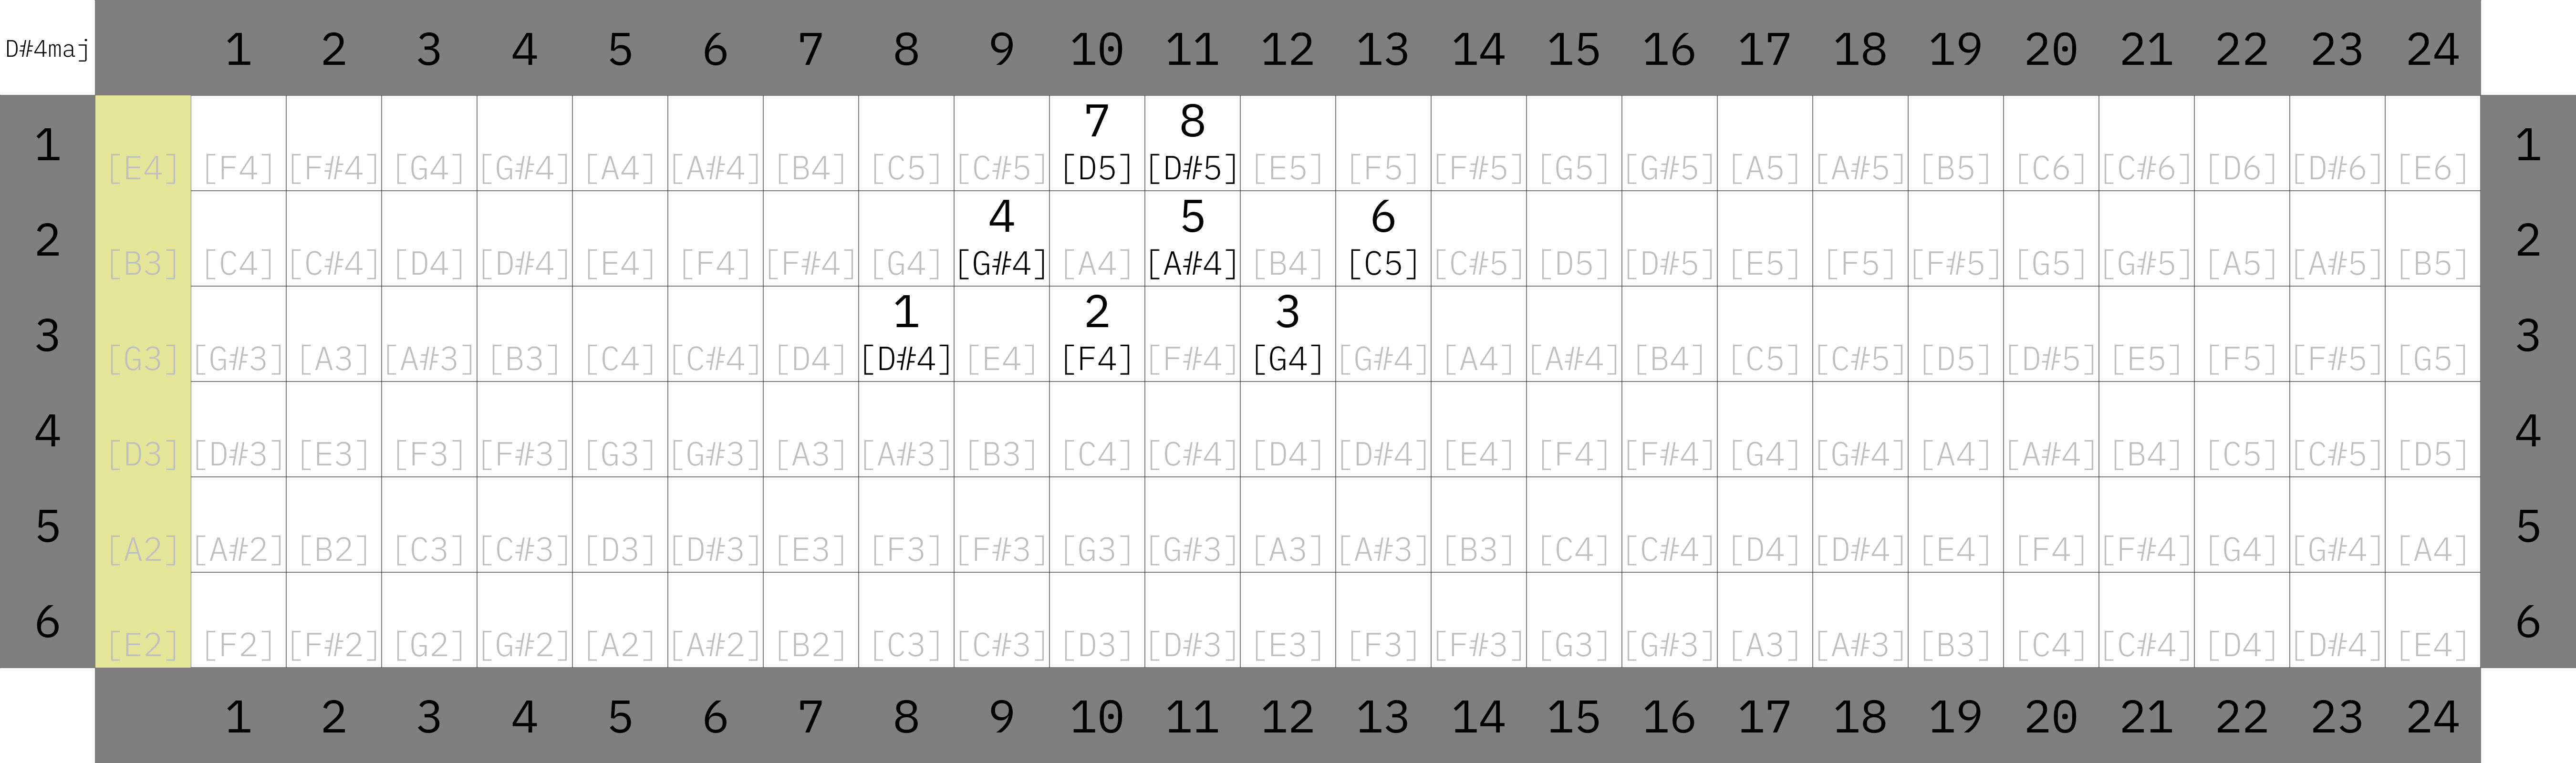 D#4maj 1 2 3 4 5 6 7 8 9 10 11 12 13 14 15 16 17 18 19 20 21 22 23 24
7 8
1 [E4] [F4] [F#4] [G4] [G#4] [A4] [A#4] [B4] [C5] [C#5] [D5] [D#5] [E5] [F5] [F#5] [G5] [G#5] [A5] [A#5] [B5] [C6] [C#6] [D6] [D#6] [E6] 1
4 5 6
2 [B3] [C4] [C#4] [D4] [D#4] [E4] [F4] [F#4] [G4] [G#4] [A4] [A#4] [B4] [C5] [C#5] [D5] [D#5] [E5] [F5] [F#5] [G5] [G#5] [A5] [A#5] [B5] 2
1 2 3
3 [G3] [G#3] [A3] [A#3] [B3] [C4] [C#4] [D4] [D#4] [E4] [F4] [F#4] [G4] [G#4] [A4] [A#4] [B4] [C5] [C#5] [D5] [D#5] [E5] [F5] [F#5] [G5] 3
4 [D3] [D#3] [E3] [F3] [F#3] [G3] [G#3] [A3] [A#3] [B3] [C4] [C#4] [D4] [D#4] [E4] [F4] [F#4] [G4] [G#4] [A4] [A#4] [B4] [C5] [C#5] [D5] 4
5 [A2] [A#2] [B2] [C3] [C#3] [D3] [D#3] [E3] [F3] [F#3] [G3] [G#3] [A3] [A#3] [B3] [C4] [C#4] [D4] [D#4] [E4] [F4] [F#4] [G4] [G#4] [A4] 5
6 [E2] [F2] [F#2] [G2] [G#2] [A2] [A#2] [B2] [C3] [C#3] [D3] [D#3] [E3] [F3] [F#3] [G3] [G#3] [A3] [A#3] [B3] [C4] [C#4] [D4] [D#4] [E4] 6
1 2 3 4 5 6 7 8 9 10 11 12 13 14 15 16 17 18 19 20 21 22 23 24